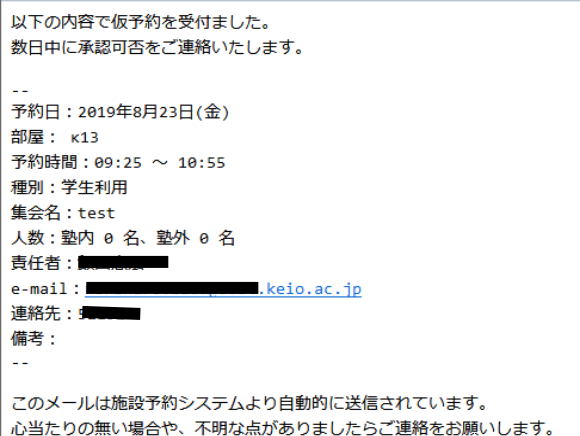 以下の内容で仮予約を受付ました。
数日中に承認可否をご連絡いたします。
--
予約日：2019年8月23日(金)
部屋： κ13
予約時間：09:25 ～ 10:55
種別：学生利用
集会名：test
人数：塾内 0 名、塾外 0 名
責任者：
e-mail：.keio.ac.jp
連絡先：
備考：
--
このメールは施設予約システムより自動的に送信されています。
心当たりの無い場合や、不明な点がありましたらご連絡をお願いします。